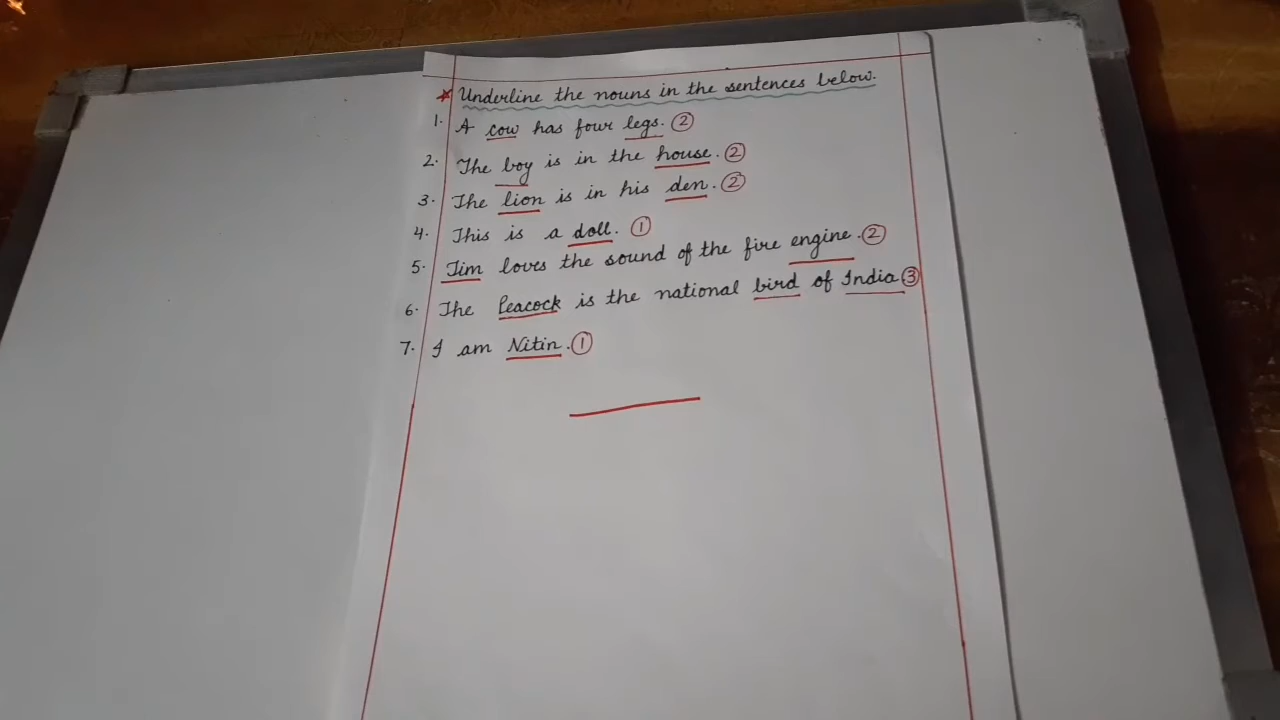 * Underline the nouns in the sentences below.
1. A cow has four legs. ②
2. The boy is in the house. ②
3. The lion is in his den. ②
4. This is a doll. ①
5. Jim loves the sound of the fire engine. ②
6. The Peacock is the national bird of India ③
7. I am Nitin. ①